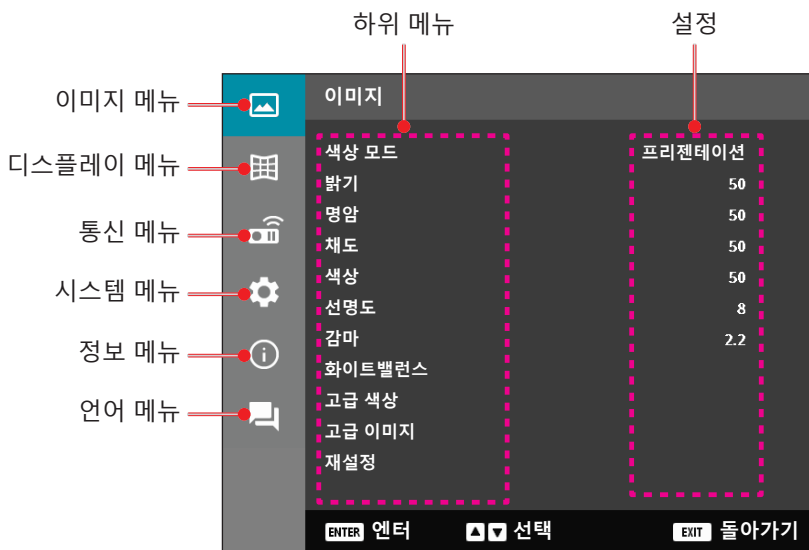 하위 메뉴
설정
이미지 메뉴
디스플레이 메뉴
통신 메뉴
시스템 메뉴
정보 메뉴
언어 메뉴
이미지
색상 모드 프리젠테이션
밝기 50
명암 50
채도 50
색상 50
선명도 8
감마 2.2
화이트밸런스
고급 색상
고급 이미지
재설정
ENTER 엔터 ▲▼ 선택 EXIT 돌아가기